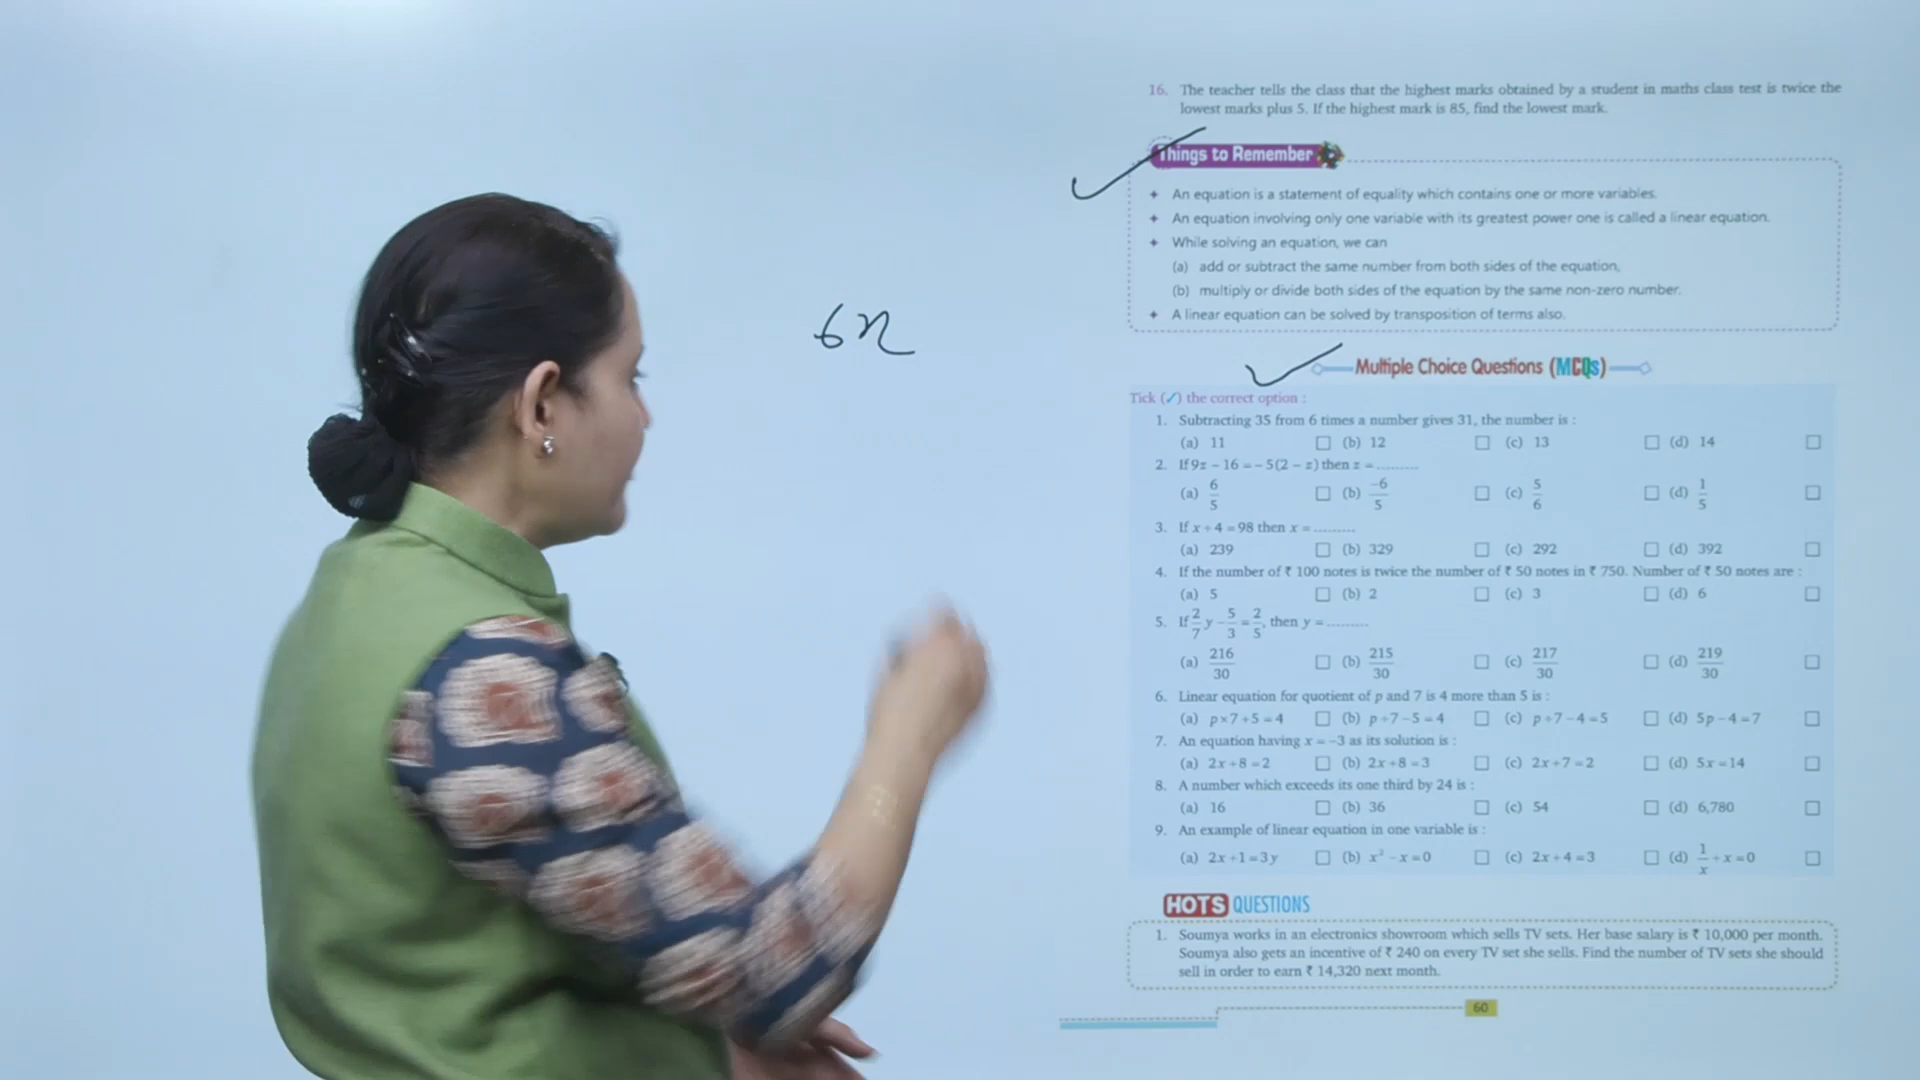 16. The teacher tells the class that the highest marks obtained by a student in maths class test is twice the
lowest marks plus 5. If the highest mark is 85, find the lowest mark.
Things to Remember
+ An equation is a statement of equality which contains one or more variables.
+ An equation involving only one variable with its greatest power one is called a linear equation.
+ While solving an equation, we can
(a) add or subtract the same number from both sides of the equation,
(b) multiply or divide both sides of the equation by the same non-zero number.
+ A linear equation can be solved by transposition of terms also.
6x
Multiple Choice Questions (MCQs)
Tick (✓) the correct option :
1. Subtracting 35 from 6 times a number gives 31, the number is :
(a) 11 □ (b) 12 □ (c) 13 □ (d) 14 □
2. If 9z − 16 = − 5(2 − z) then z = .........
(a) 6/5 □ (b) −6/5 □ (c) 5/6 □ (d) 1/5 □
3. If x ÷ 4 = 98 then x = .........
(a) 239 □ (b) 329 □ (c) 292 □ (d) 392 □
4. If the number of ₹ 100 notes is twice the number of ₹ 50 notes in ₹ 750. Number of ₹ 50 notes are :
(a) 5 □ (b) 2 □ (c) 3 □ (d) 6 □
5. If 2/7 y − 5/3 = 2/5, then y = .........
(a) 216/30 □ (b) 215/30 □ (c) 217/30 □ (d) 219/30 □
6. Linear equation for quotient of p and 7 is 4 more than 5 is :
(a) p×7+5=4 □ (b) p÷7−5=4 □ (c) p÷7−4=5 □ (d) 5p−4=7 □
7. An equation having x = −3 as its solution is :
(a) 2x+8=2 □ (b) 2x+8=3 □ (c) 2x+7=2 □ (d) 5x=14 □
8. A number which exceeds its one third by 24 is :
(a) 16 □ (b) 36 □ (c) 54 □ (d) 6,780 □
9. An example of linear equation in one variable is :
(a) 2x+1=3y □ (b) x² −x=0 □ (c) 2x+4=3 □ (d) 1/x +x=0 □
HOTS QUESTIONS
1. Soumya works in an electronics showroom which sells TV sets. Her base salary is ₹ 10,000 per month.
Soumya also gets an incentive of ₹ 240 on every TV set she sells. Find the number of TV sets she should
sell in order to earn ₹ 14,320 next month.
60